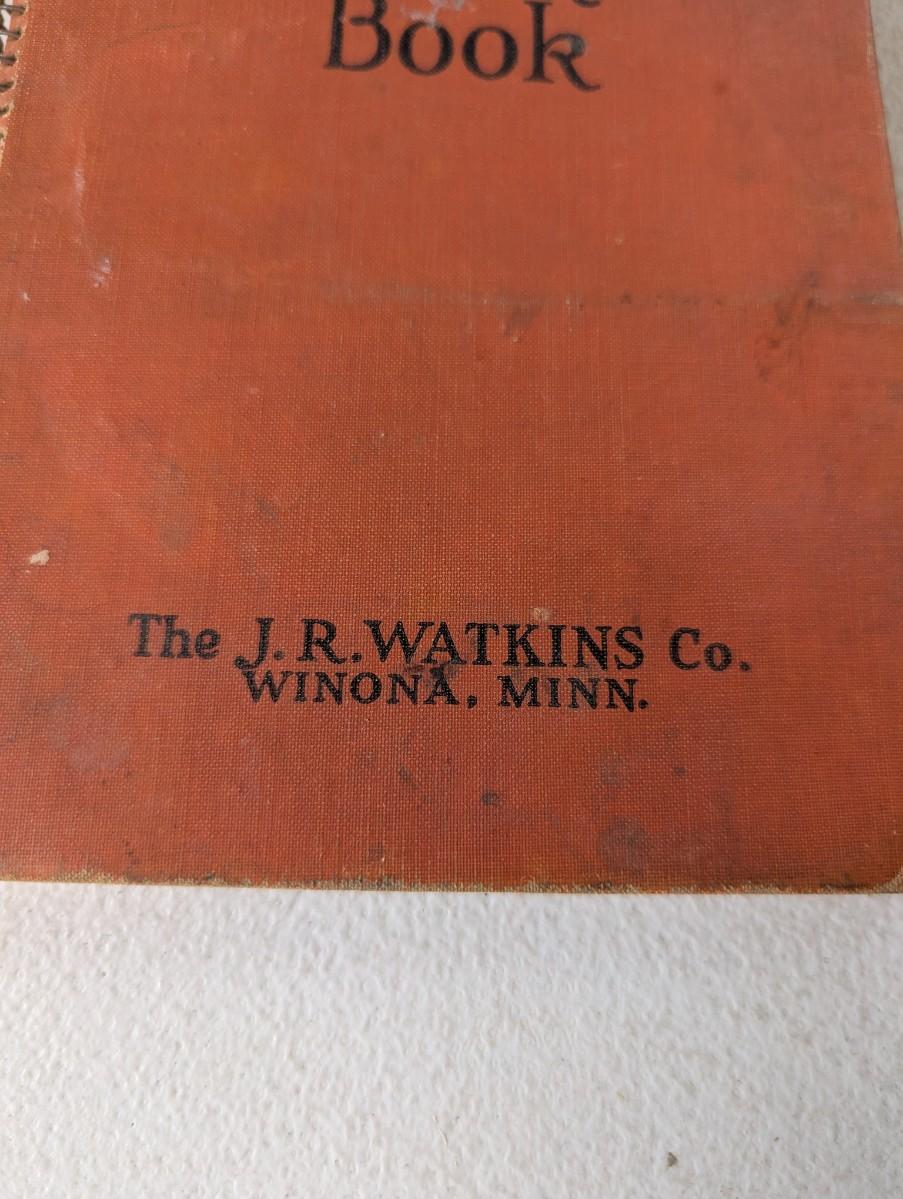 Book
The J. R. WATKINS Co.
WINONA, MINN.